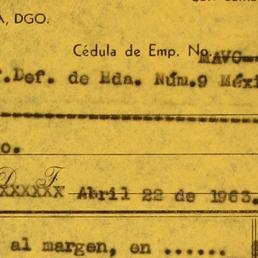 A, DGO.
Cédula de Emp. No. MAVC
.Def. de Hda. Núm.9 Méxi
o.
D. F.
XXXXXX Abril 22 de 1963.
al margen, en ......